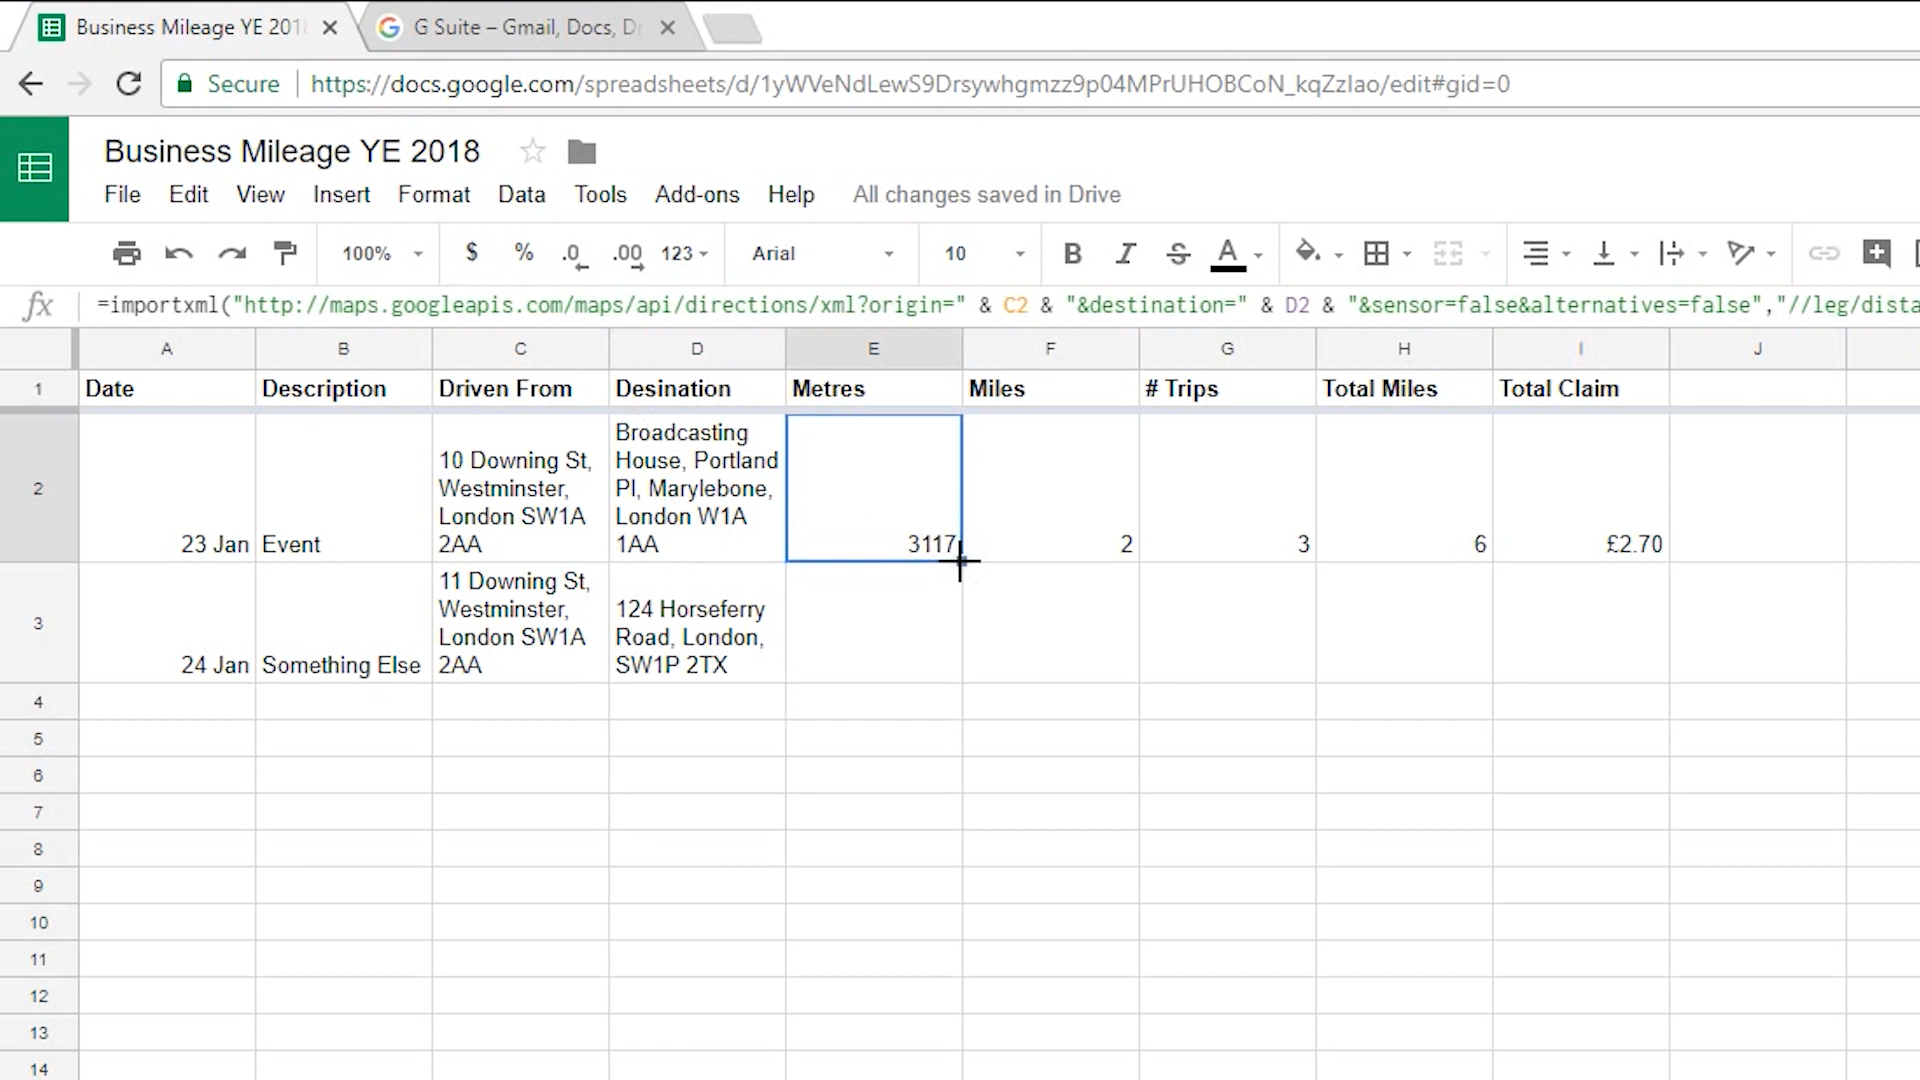 Business Mileage YE 201
G Suite – Gmail, Docs, Dr
Secure
https://docs.google.com/spreadsheets/d/1yWVeNdLewS9Drsywhgmzz9p04MPrUHOBCoN_kqZzIao/edit#gid=0
Business Mileage YE 2018
File Edit View Insert Format Data Tools Add-ons Help All changes saved in Drive
100% $ % .0 .00 123 Arial 10 B I S A
fx =importxml("http://maps.googleapis.com/maps/api/directions/xml?origin=" & C2 & "&destination=" & D2 & "&sensor=false&alternatives=false","//leg/dista
A B C D E F G H I J
1 Date Description Driven From Desination Metres Miles # Trips Total Miles Total Claim
2 23 Jan Event
10 Downing St,
Westminster,
London SW1A
2AA
Broadcasting
House, Portland
Pl, Marylebone,
London W1A
1AA
3117 2 3 6 £2.70
3 24 Jan Something Else
11 Downing St,
Westminster,
London SW1A
2AA
124 Horseferry
Road, London,
SW1P 2TX
4
5
6
7
8
9
10
11
12
13
14